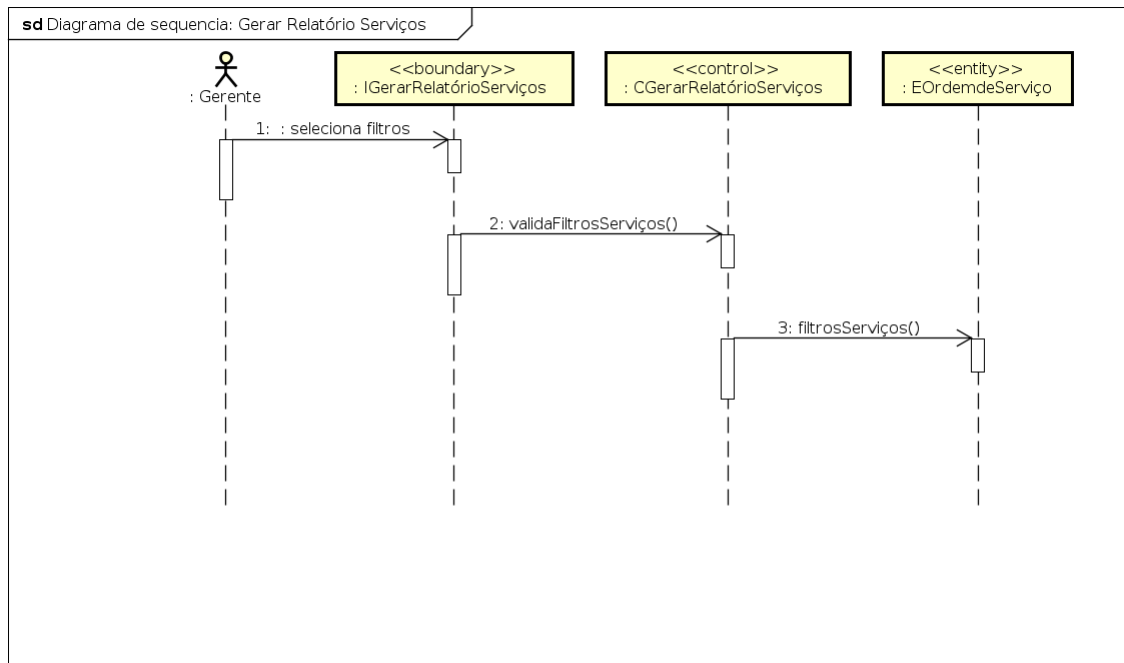 sd Diagrama de sequencia: Gerar Relatório Serviços
<<boundary>>
: IGerarRelatórioServiços
<<control>>
: CGerarRelatórioServiços
<<entity>>
: EOrdemdeServiço
: Gerente
1: : seleciona filtros
2: validaFiltrosServiços()
3: filtrosServiços()